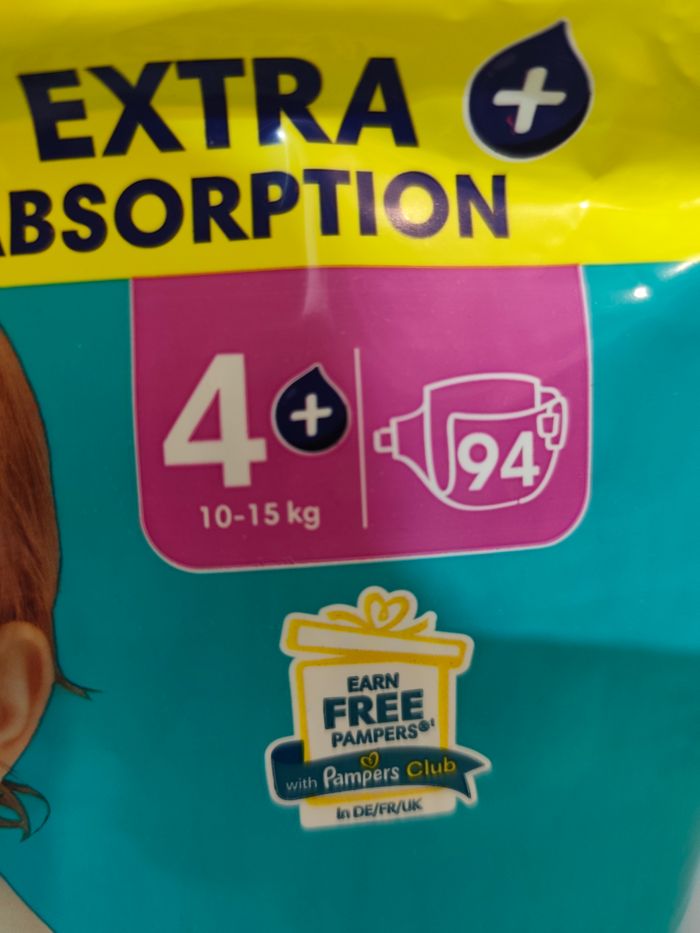 EXTRA +
ABSORPTION
4 +
10-15 kg
94
EARN
FREE
PAMPERS®¹
with Pampers Club
In DE/FR/UK